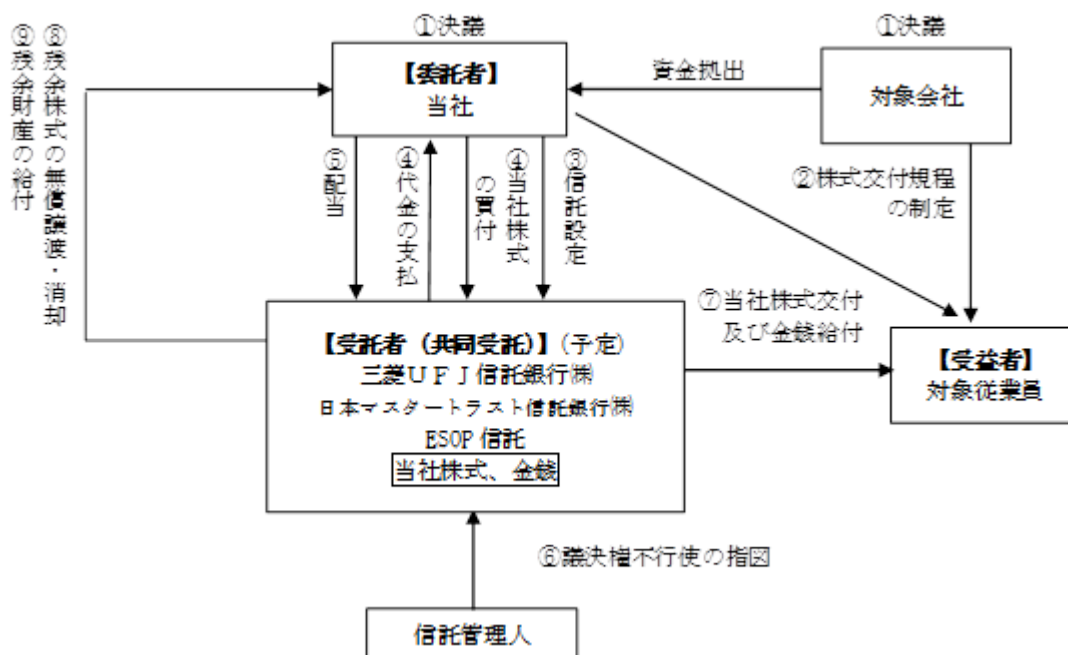 ⑨残余財産の給付
⑧残余株式の無償譲渡・消却
①決議
【委託者】
当社
資金拠出
①決議
対象会社
②株式交付規程
の制定
⑤配当
④代金の支払
④当社株式
の買付
③信託設定
⑦当社株式交付
及び金銭給付
【受託者（共同受託）】（予定）
三菱ＵＦＪ信託銀行㈱
日本マスタートラスト信託銀行㈱
ESOP 信託
当社株式、金銭
【受益者】
対象従業員
⑥議決権不行使の指図
信託管理人